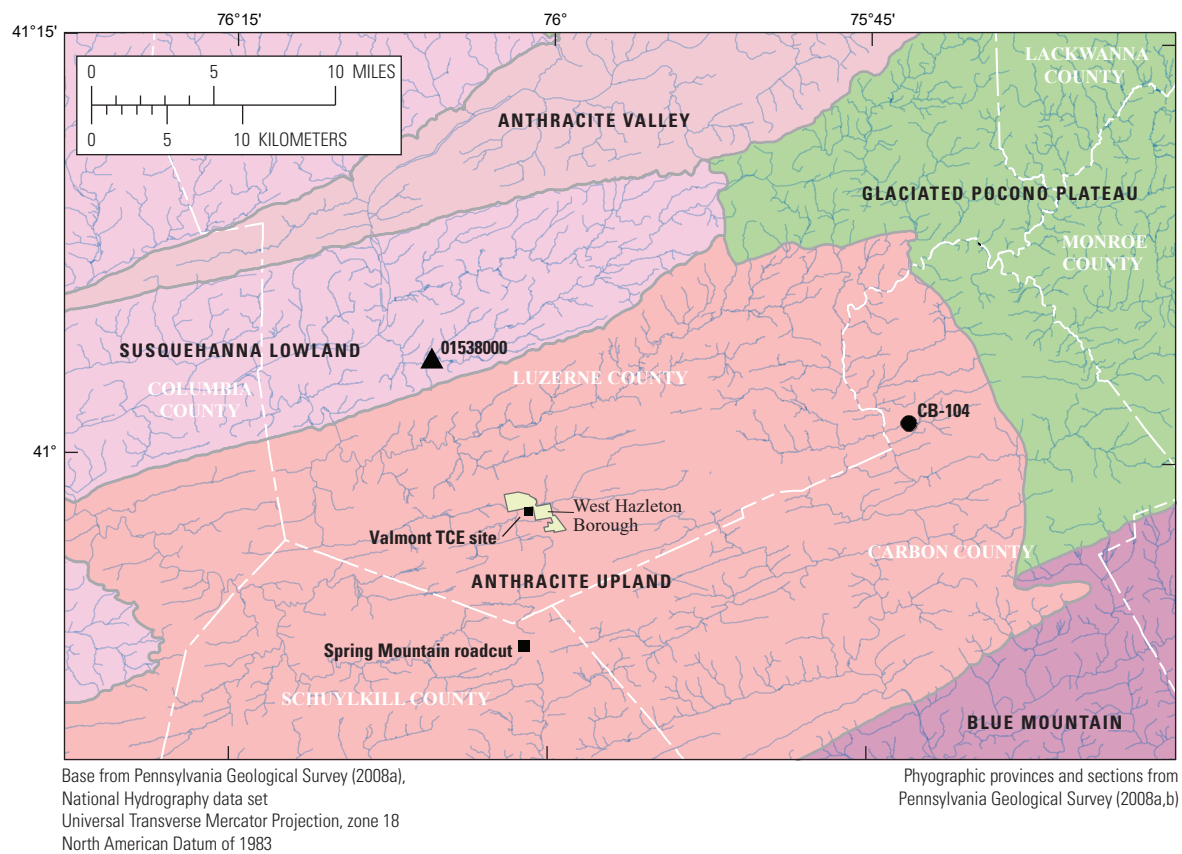 76°15'
76°
75°45'
41°15'
0 5 10 MILES
0 5 10 KILOMETERS
LACKWANNA
COUNTY
ANTHRACITE VALLEY
GLACIATED POCONO PLATEAU
MONROE
COUNTY
SUSQUEHANNA LOWLAND
01538000
COLUMBIA
COUNTY
LUZERNE COUNTY
CB-104
41°
West Hazleton
Borough
Valmont TCE site
CARBON COUNTY
ANTHRACITE UPLAND
Spring Mountain roadcut
SCHUYLKILL COUNTY
BLUE MOUNTAIN
Base from Pennsylvania Geological Survey (2008a),
National Hydrography data set
Universal Transverse Mercator Projection, zone 18
North American Datum of 1983
Phyographic provinces and sections from
Pennsylvania Geological Survey (2008a,b)